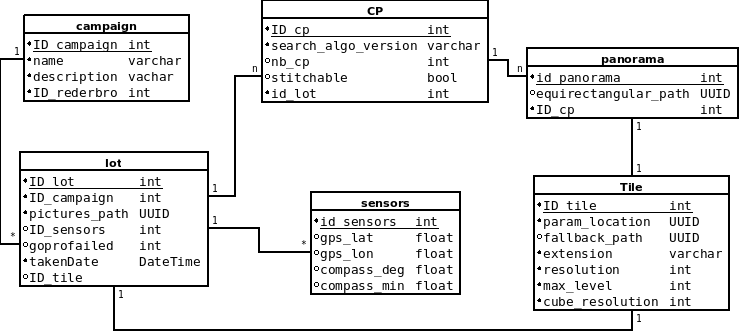 campaign
ID_campaign int
name varchar
description vachar
ID_rederbro int
CP
ID_cp int
search_algo_version varchar
nb_cp int
stitchable bool
id_lot int
panorama
id_panorama int
equirectangular_path UUID
ID_cp int
lot
ID_lot int
ID_campaign int
pictures_path UUID
ID_sensors int
goprofailed int
takenDate DateTime
ID_tile
sensors
id_sensors int
gps_lat float
gps_lon float
compass_deg float
compass_min float
Tile
ID_tile int
param_location UUID
fallback_path UUID
extension varchar
resolution int
max_level int
cube_resolution int
1
*
n
1
1
n
1
1
1
*
1
1